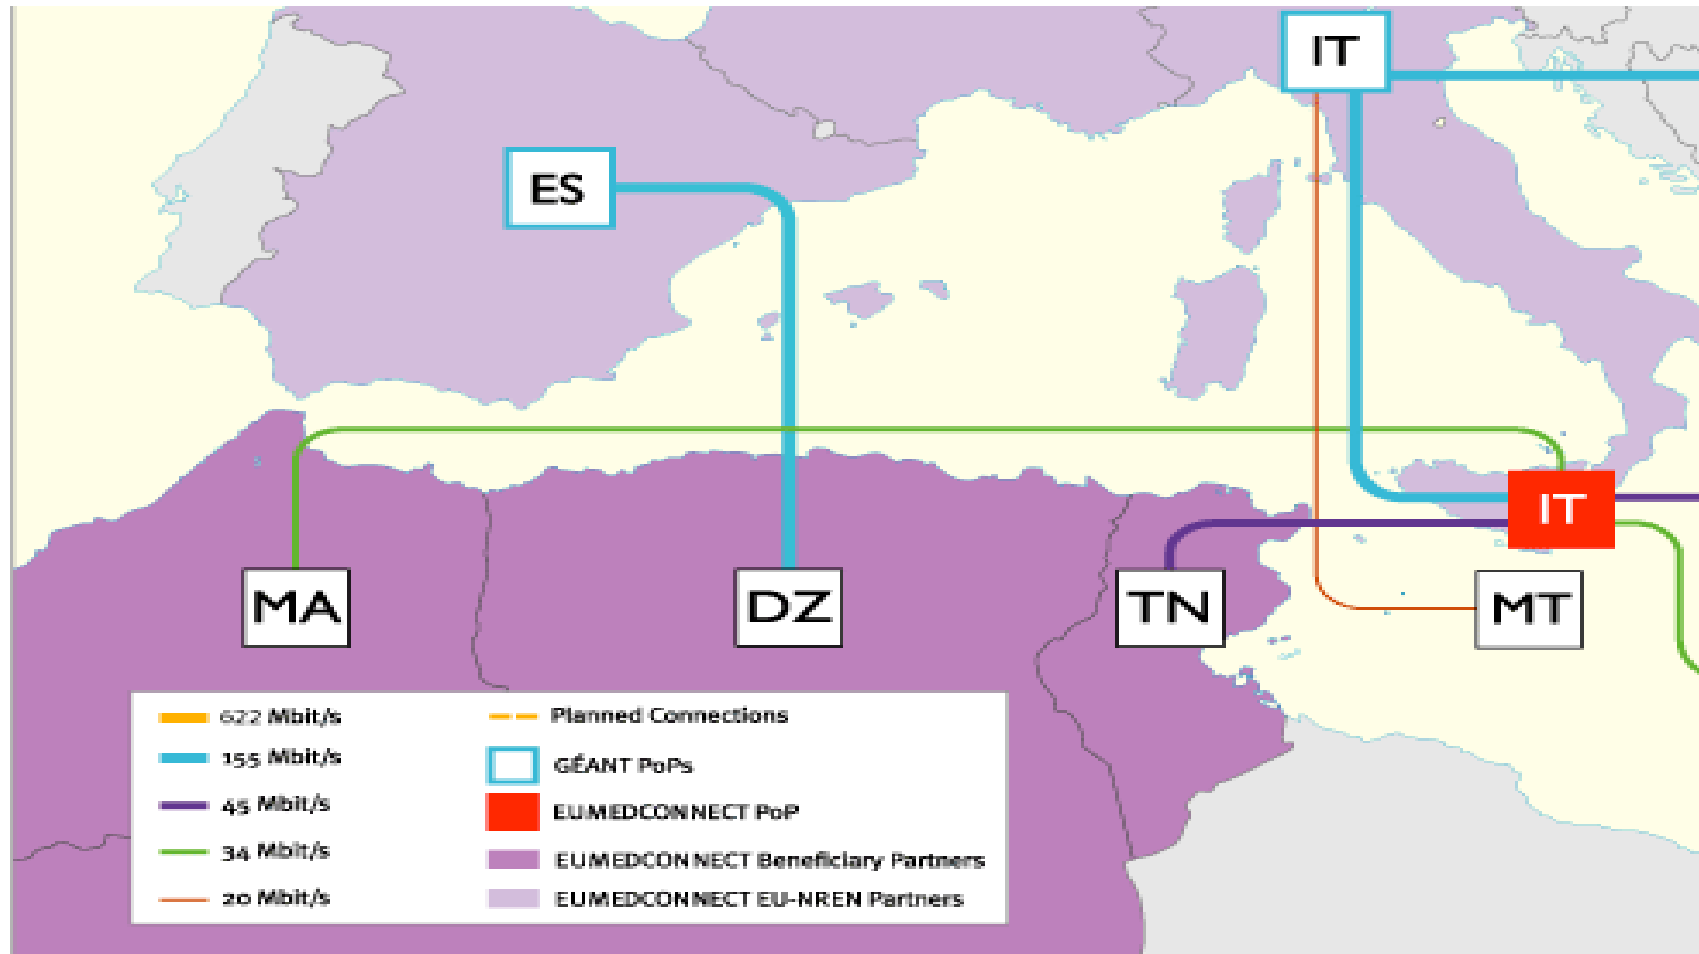 IT
ES
IT
MA
DZ
TN
MT
622 Mbit/s
155 Mbit/s
45 Mbit/s
34 Mbit/s
20 Mbit/s
Planned Connections
GÉANT PoPs
EUMEDCONNECT PoP
EUMEDCONNECT Beneficiary Partners
EUMEDCONNECT EU-NREN Partners